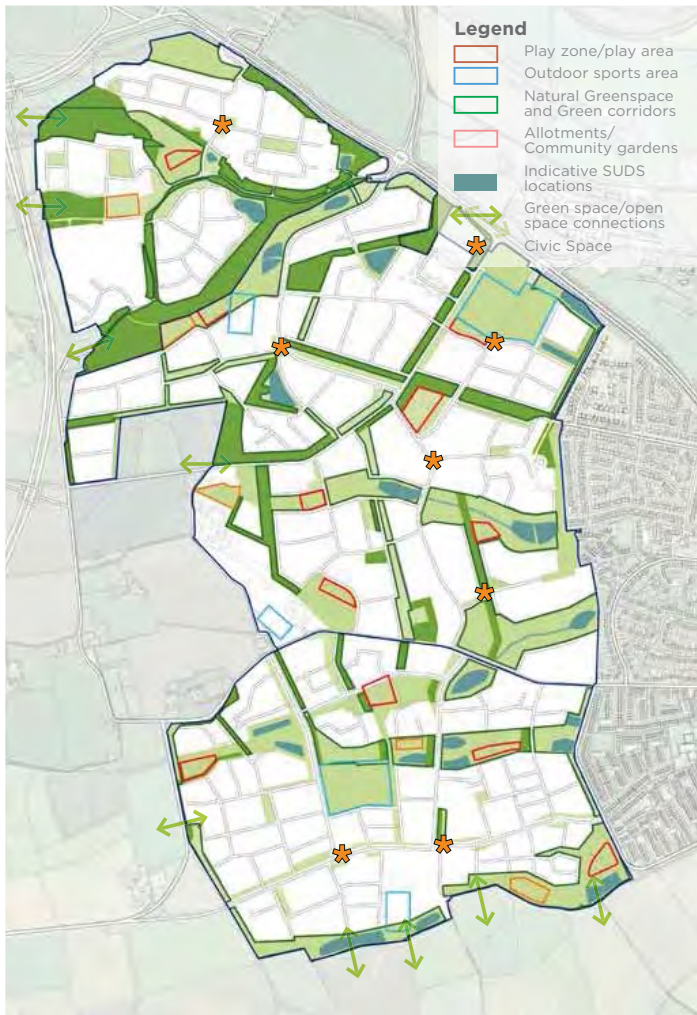 Legend
Play zone/play area
Outdoor sports area
Natural Greenspace
and Green corridors
Allotments/
Community gardens
Indicative SUDS
locations
Green space/open
space connections
Civic Space